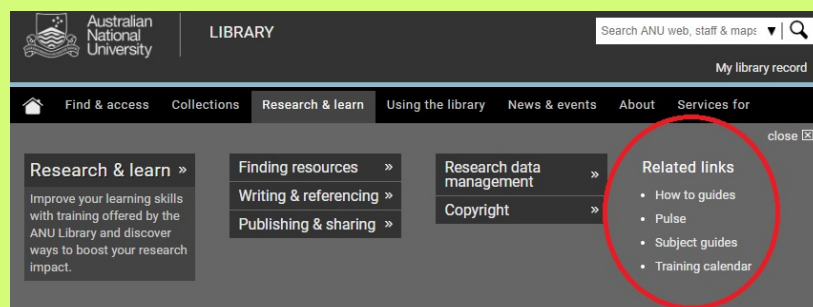 Australian
National
University
LIBRARY
Search ANU web, staff & maps
My library record
Find & access Collections Research & learn Using the library News & events About Services for
close
Research & learn »
Improve your learning skills
with training offered by the
ANU Library and discover
ways to boost your research
impact.
Finding resources »
Writing & referencing »
Publishing & sharing »
Research data
management »
Copyright »
Related links
• How to guides
• Pulse
• Subject guides
• Training calendar